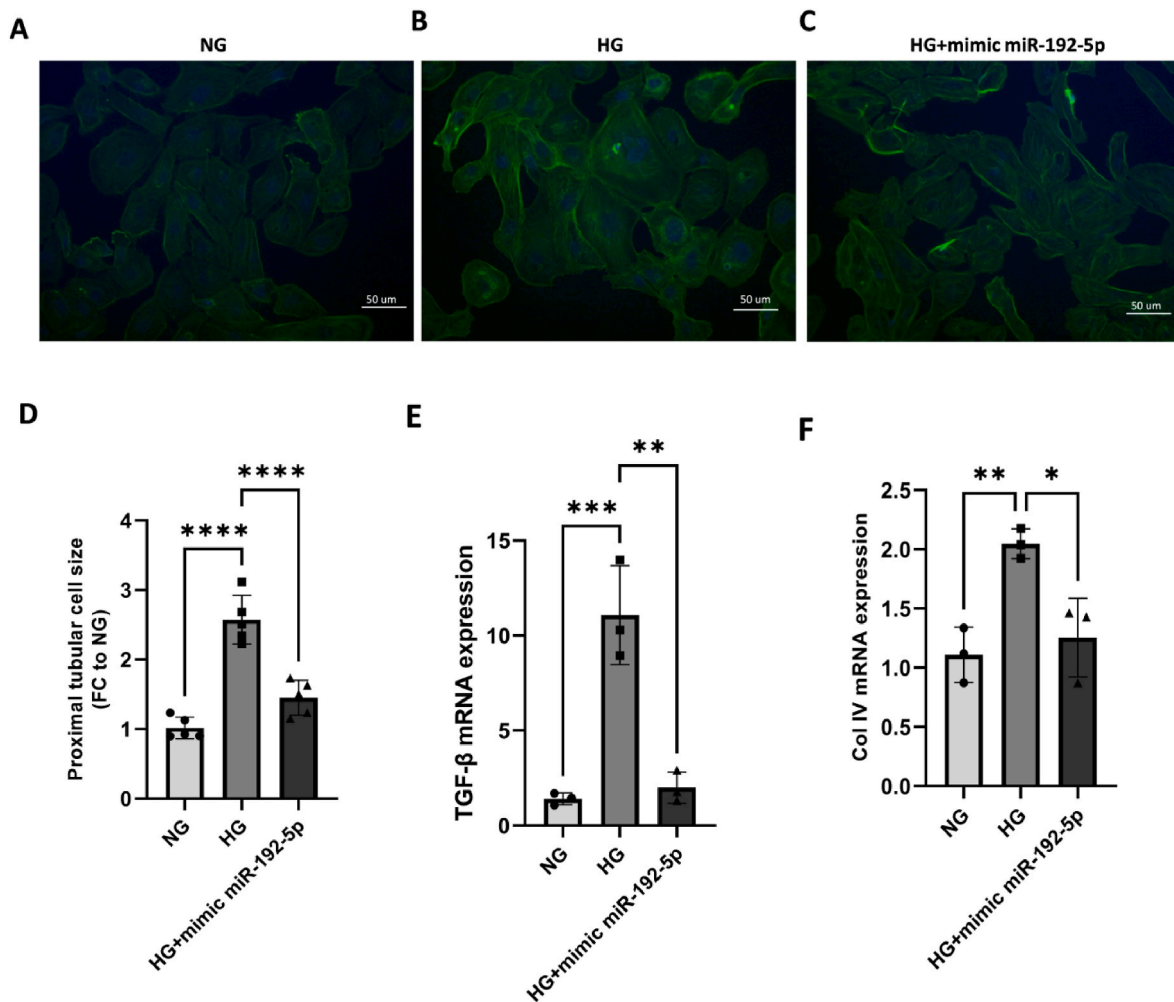 A
NG
50 um
B
HG
50 um
C
HG+mimic miR-192-5p
50 um
D
Proximal tubular cell size
(FC to NG)
4
3
2
1
0
****
****
NG
HG
HG+mimic miR-192-5p
E
TGF-β mRNA expression
15
10
5
0
***
**
NG
HG
HG+mimic miR-192-5p
F
Col IV mRNA expression
2.5
2.0
1.5
1.0
0.5
0.0
**
*
NG
HG
HG+mimic miR-192-5p